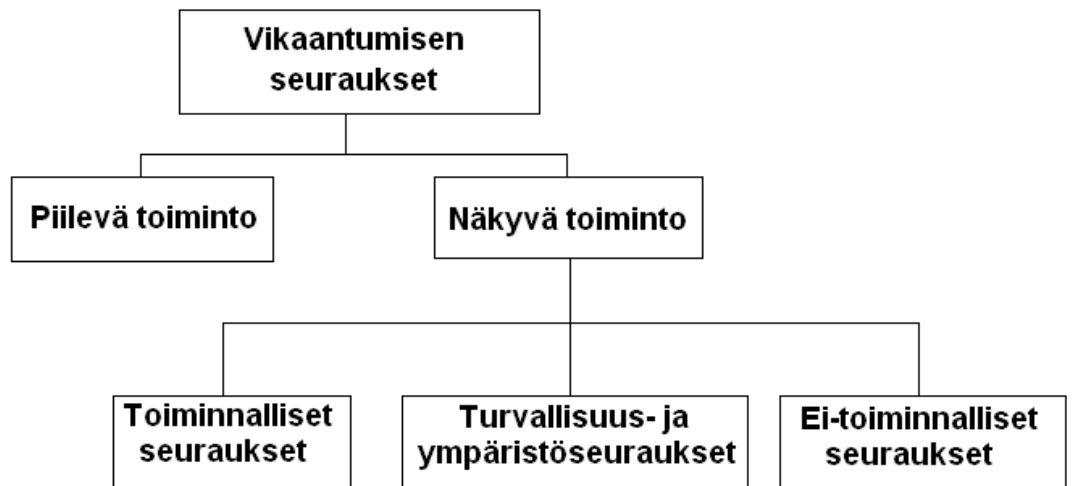 Vikaantumisen
seuraukset
Piilevä toiminto
Näkyvä toiminto
Toiminnalliset
seuraukset
Turvallisuus- ja
ympäristöseuraukset
Ei-toiminnalliset
seuraukset